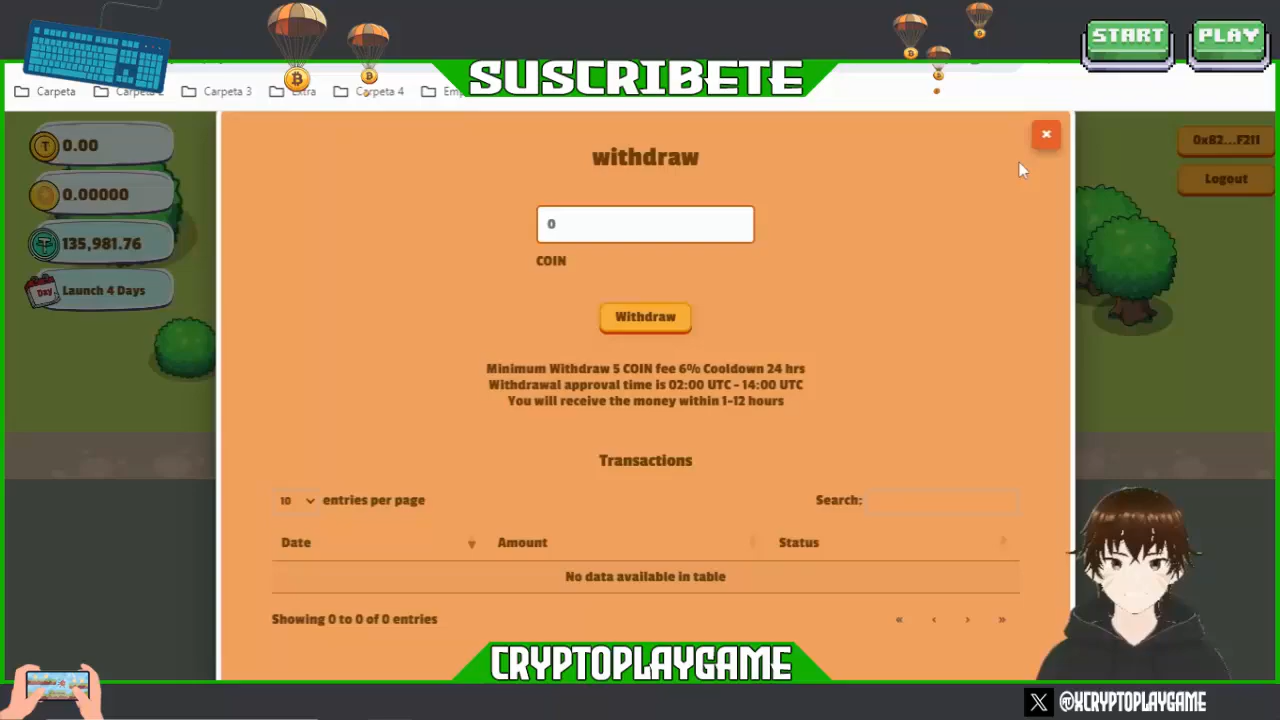 START
PLAY
SUSCRIBETE
Carpeta
Carpeta 2
Carpeta 3
Extra
Carpeta 4
T 0.00
0.00000
135,981.76
Day
Launch 4 Days
withdraw
×
0x82...F211
Logout
0
COIN
Withdraw
Minimum Withdraw 5 COIN fee 6% Cooldown 24 hrs
Withdrawal approval time is 02:00 UTC - 14:00 UTC
You will receive the money within 1-12 hours
Transactions
10 entries per page
Search:
Date
Amount
Status
No data available in table
Showing 0 to 0 of 0 entries
« ‹ › »
CRYPTOPLAYGAME
X @XCRYPTOPLAYGAME